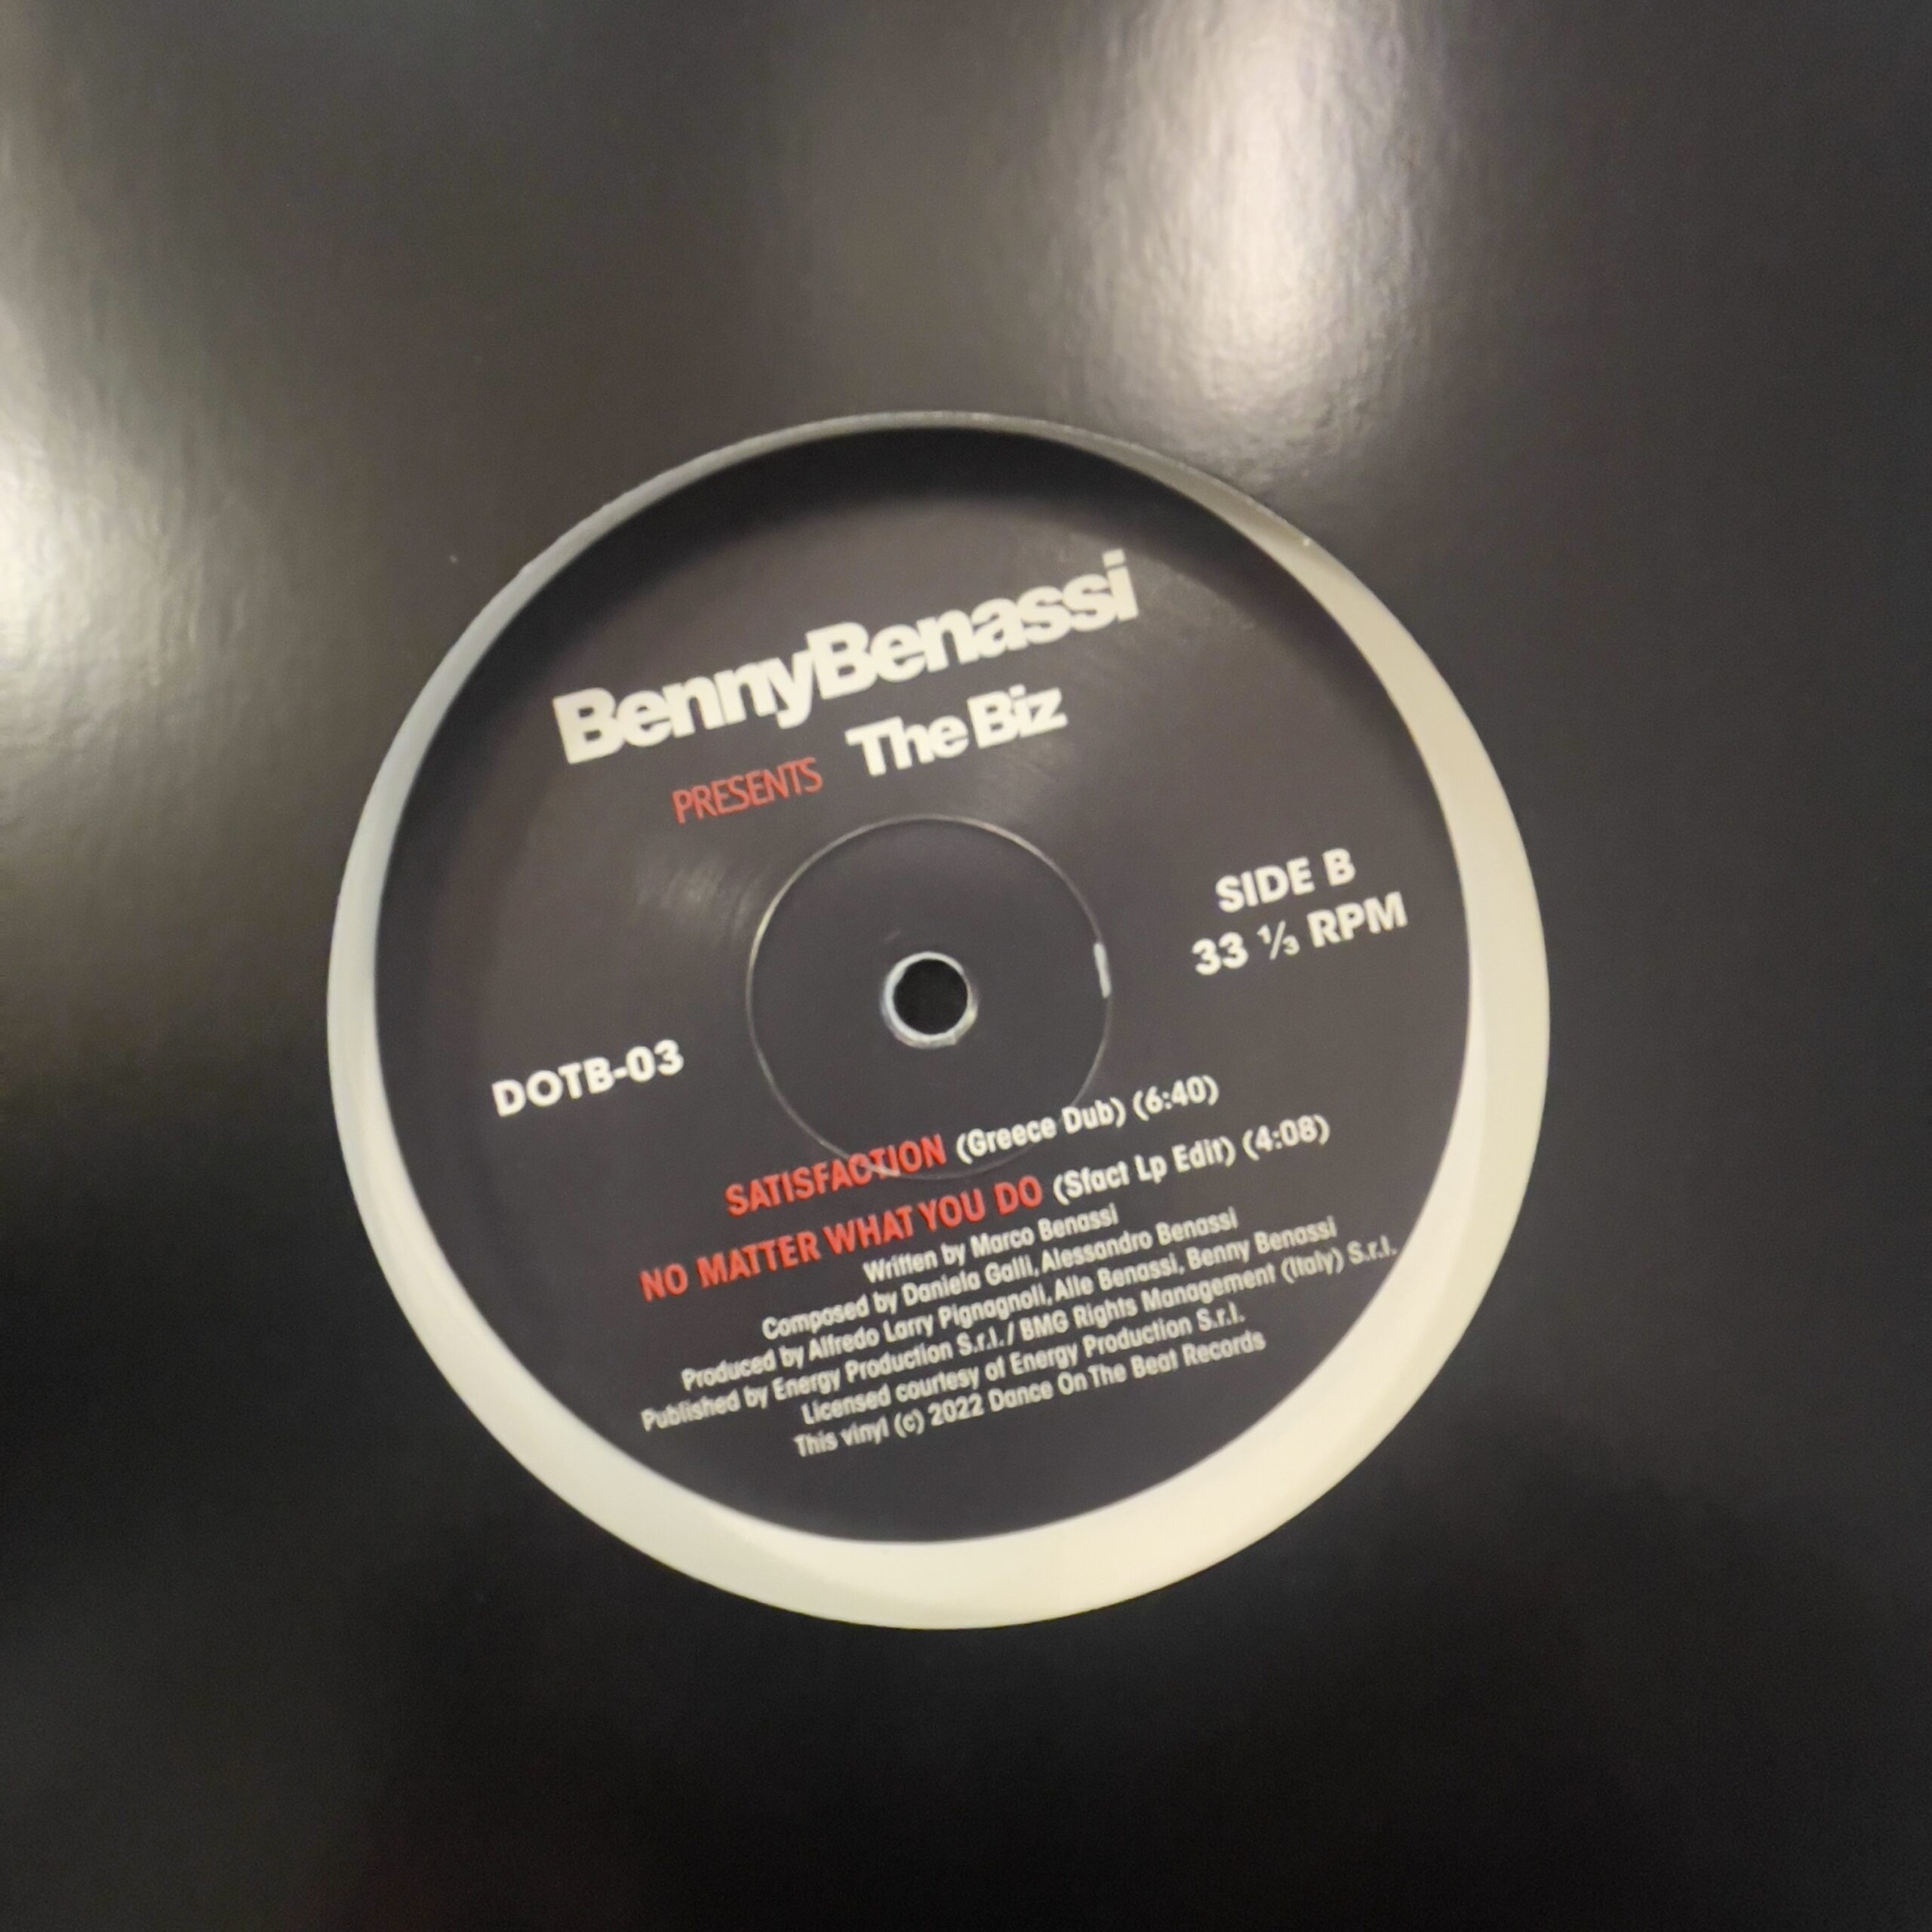 BennyBenassi
PRESENTS The Biz
SIDE B
33 ⅓ RPM
DOTB-03
SATISFACTION (Greece Dub) (6:40)
NO MATTER WHAT YOU DO (Sfact Lp Edit) (4:08)
Written by Marco Benassi
Composed by Daniela Galli, Alessandro Benassi
Produced by Alfredo Larry Pignagnoli, Alle Benassi, Benny Benassi
Published by Energy Production S.r.l. / BMG Rights Management (Italy) S.r.l.
Licensed courtesy of Energy Production S.r.l.
This vinyl (c) 2022 Dance On The Beat Records